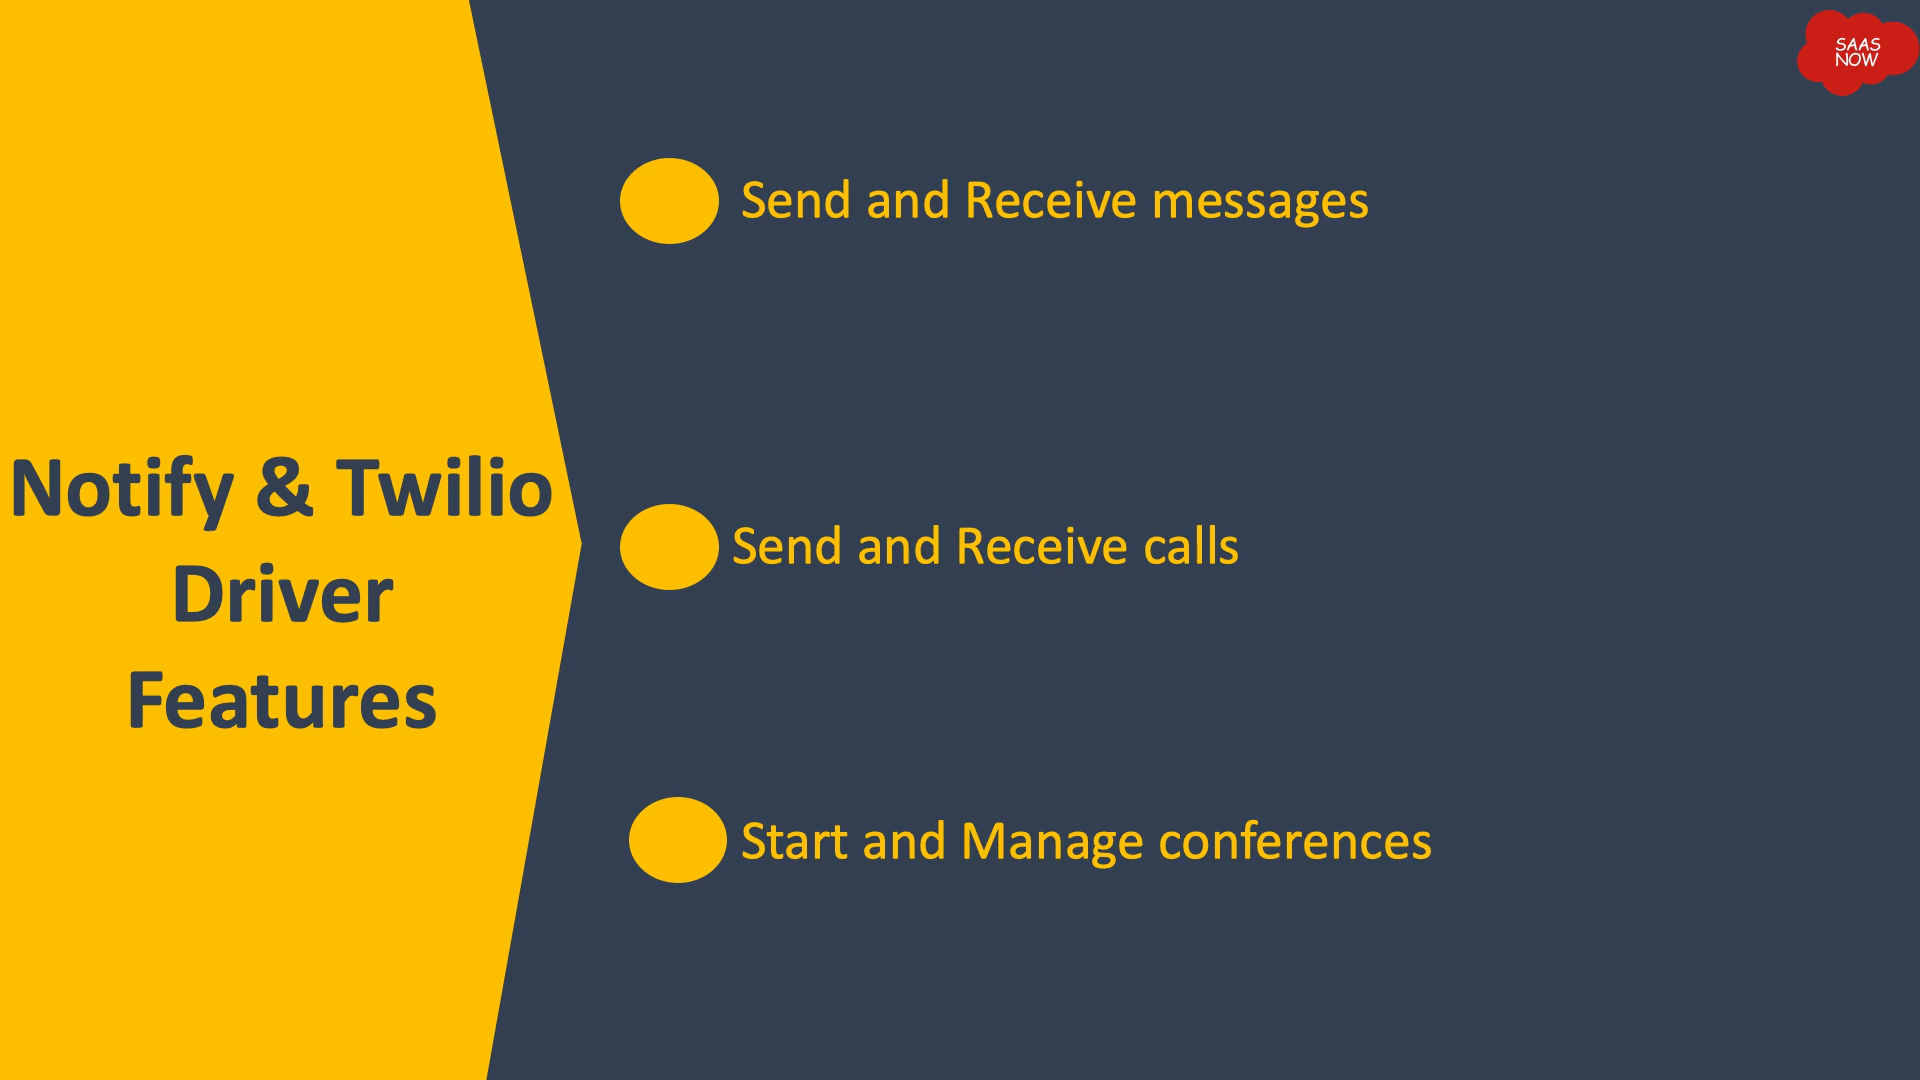 SAAS
NOW
Notify & Twilio
Driver
Features
Send and Receive messages
Send and Receive calls
Start and Manage conferences